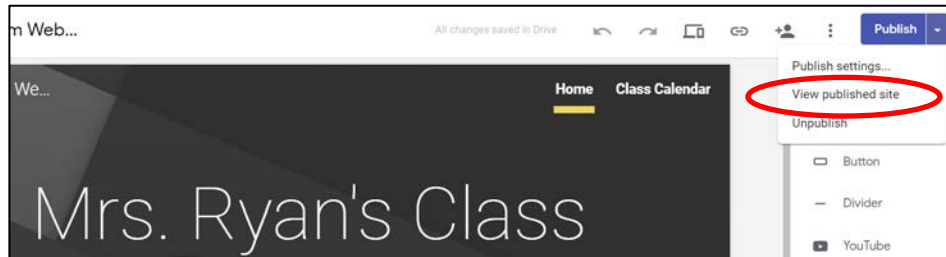 m Web...
All changes saved in Drive
Publish
Publish settings...
We...
Home
Class Calendar
View published site
Unpublish
Button
Mrs. Ryan's Class
Divider
YouTube